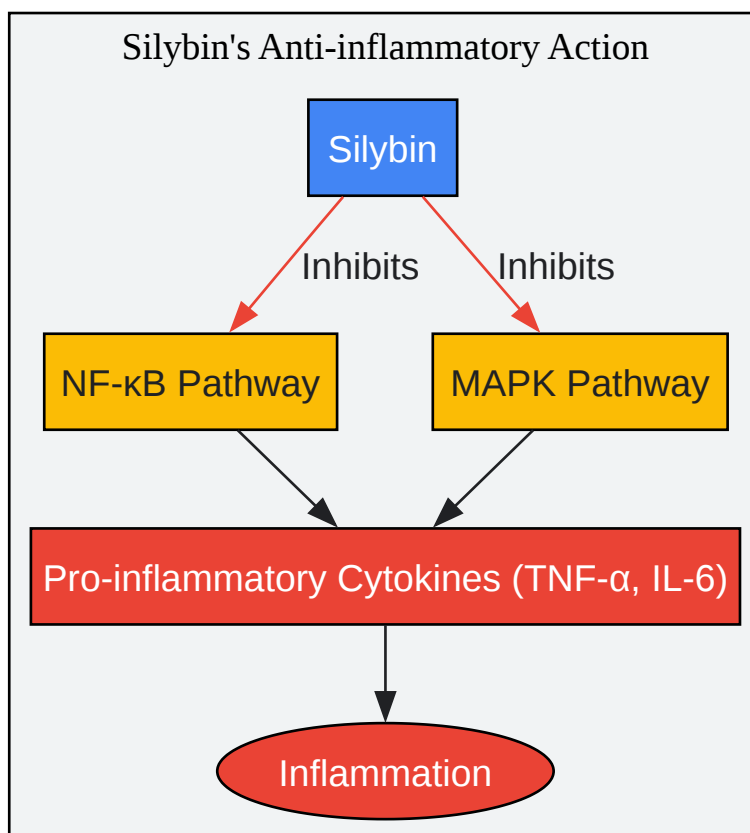 Silybin's Anti-inflammatory Action
Silybin
Inhibits
Inhibits
NF-κB Pathway
MAPK Pathway
Pro-inflammatory Cytokines (TNF-α, IL-6)
Inflammation